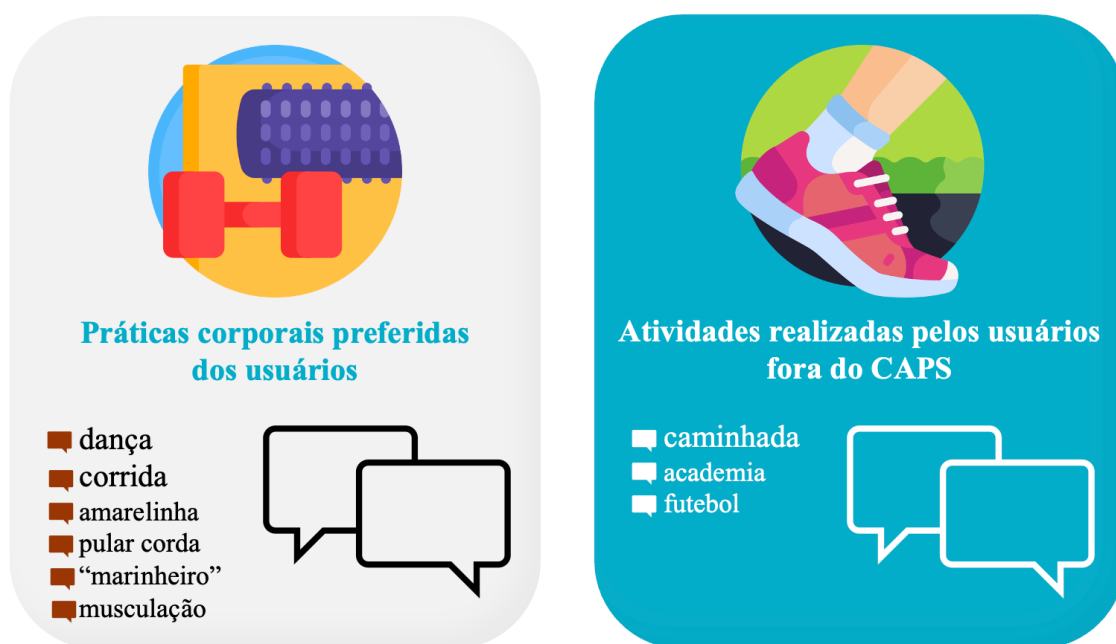 Práticas corporais preferidas
dos usuários
dança
corrida
amarelinha
pular corda
“marinheiro”
musculação
Atividades realizadas pelos usuários
fora do CAPS
caminhada
academia
futebol